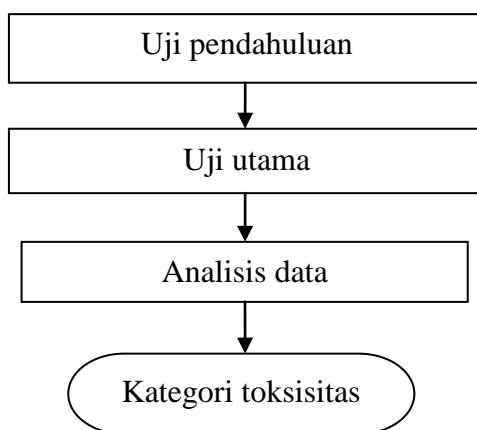 Uji pendahuluan
Uji utama
Analisis data
Kategori toksisitas